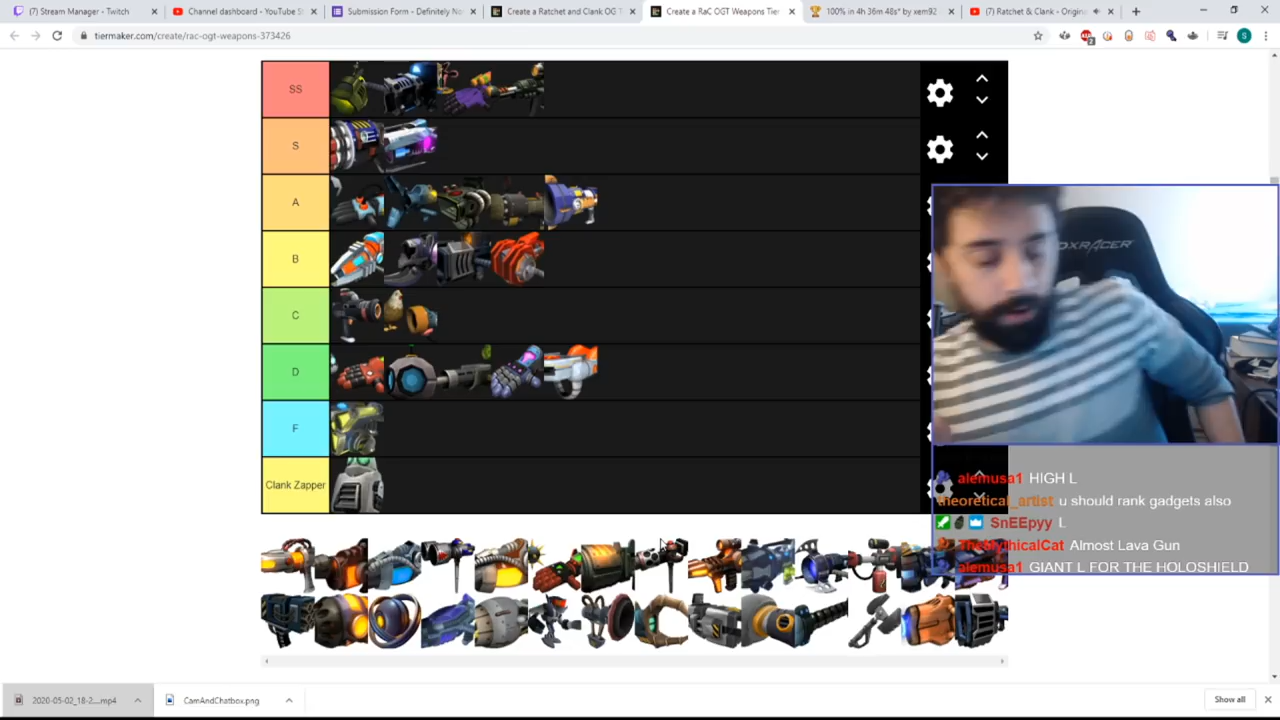 (7) Stream Manager - Twitch
Channel dashboard - YouTube S
Submission Form - Definitely No
Create a Ratchet and Clank OG T
Create a RaC OGT Weapons Tier
100% in 4h 36m 48s* by xem92
(7) Ratchet & Clank - Origin
tiermaker.com/create/rac-ogt-weapons-373426
SS
S
A
B
C
D
F
Clank Zapper
DXRACER
alemusa1 HIGH L
theoretical_artist u should rank gadgets also
SnEEpyy L
TheMythicalCat Almost Lava Gun
alemusa1 GIANT L FOR THE HOLOSHIELD
2020-05-02_18-2....mp4
CamAndChatbox.png
Show all